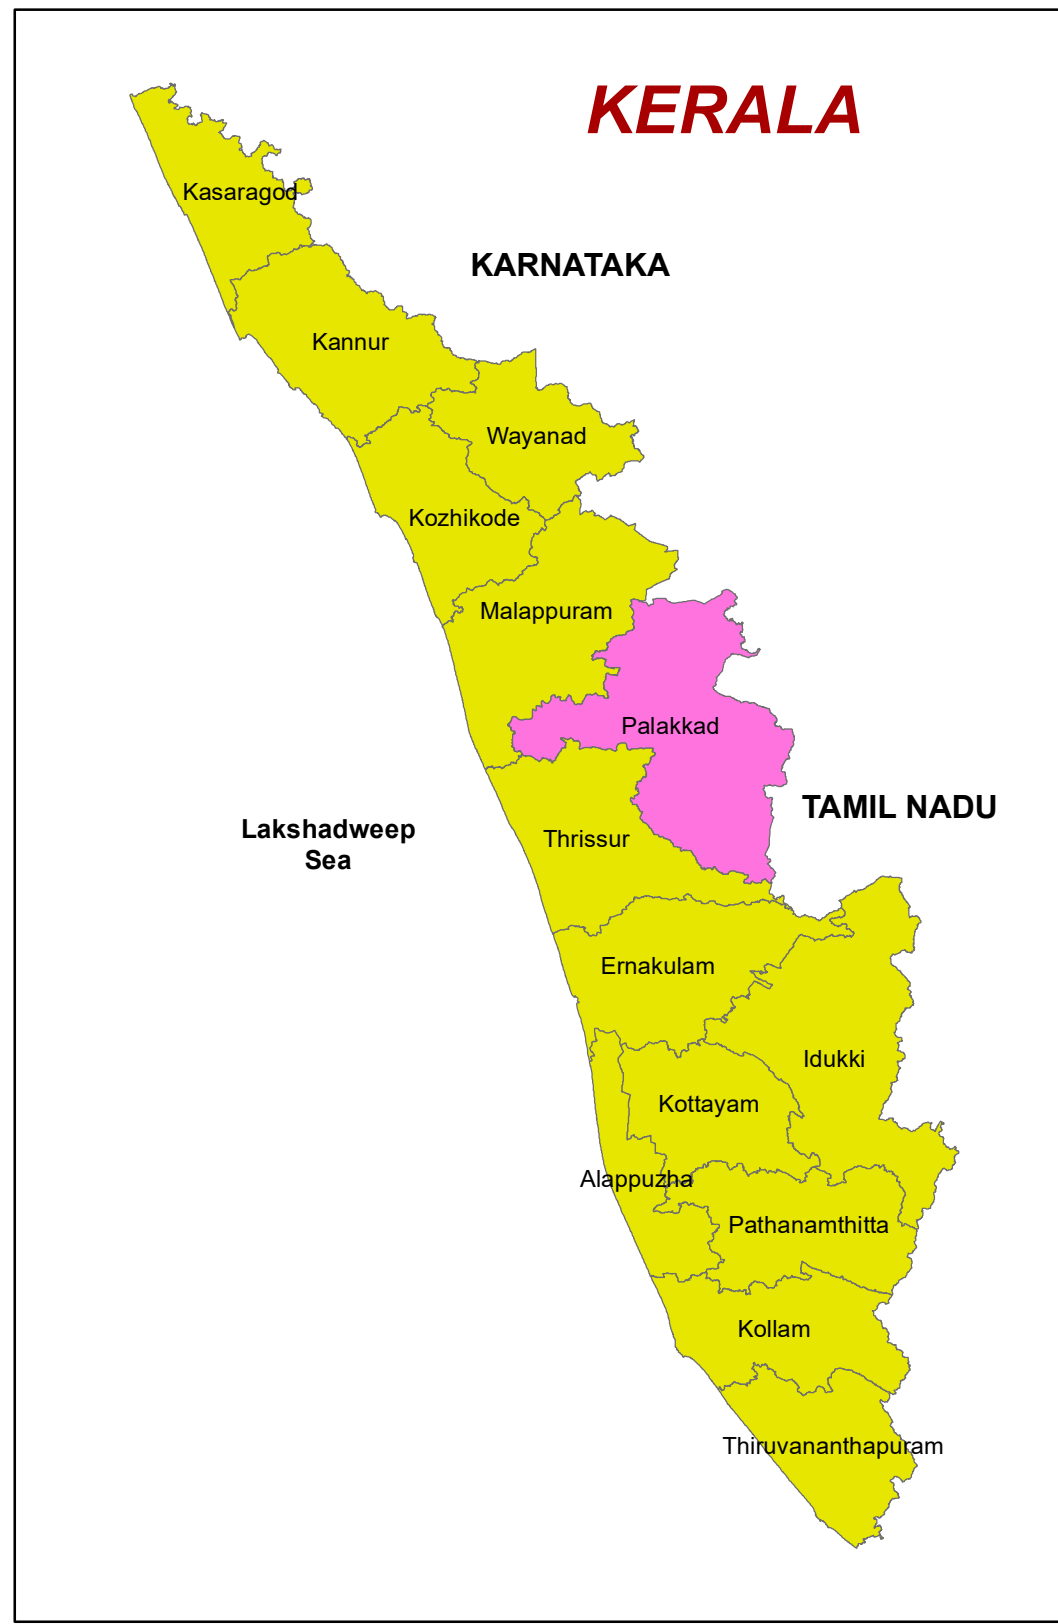 KERALA
Kasaragod
KARNATAKA
Kannur
Wayanad
Kozhikode
Malappuram
Palakkad
TAMIL NADU
Lakshadweep
Sea
Thrissur
Ernakulam
Idukki
Kottayam
Alappuzha
Pathanamthitta
Kollam
Thiruvananthapuram